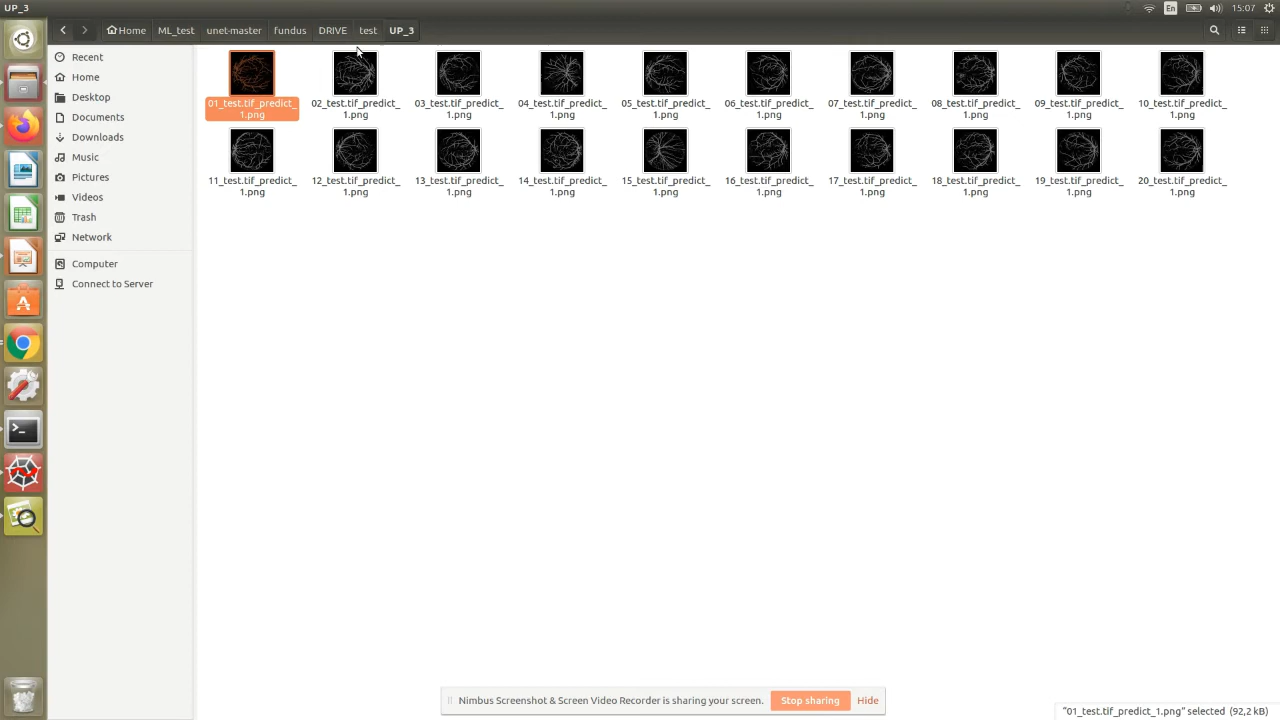 UP_3
En
15:07
Home
ML_test
unet-master
fundus
DRIVE
test
UP_3
Recent
Home
Desktop
Documents
Downloads
Music
Pictures
Videos
Trash
Network
Computer
Connect to Server
01_test.tif_predict_
1.png
02_test.tif_predict_
1.png
03_test.tif_predict_
1.png
04_test.tif_predict_
1.png
05_test.tif_predict_
1.png
06_test.tif_predict_
1.png
07_test.tif_predict_
1.png
08_test.tif_predict_
1.png
09_test.tif_predict_
1.png
10_test.tif_predict_
1.png
11_test.tif_predict_
1.png
12_test.tif_predict_
1.png
13_test.tif_predict_
1.png
14_test.tif_predict_
1.png
15_test.tif_predict_
1.png
16_test.tif_predict_
1.png
17_test.tif_predict_
1.png
18_test.tif_predict_
1.png
19_test.tif_predict_
1.png
20_test.tif_predict_
1.png
Nimbus Screenshot & Screen Video Recorder is sharing your screen.
Stop sharing
Hide
"01_test.tif_predict_1.png" selected (92,2 kB)